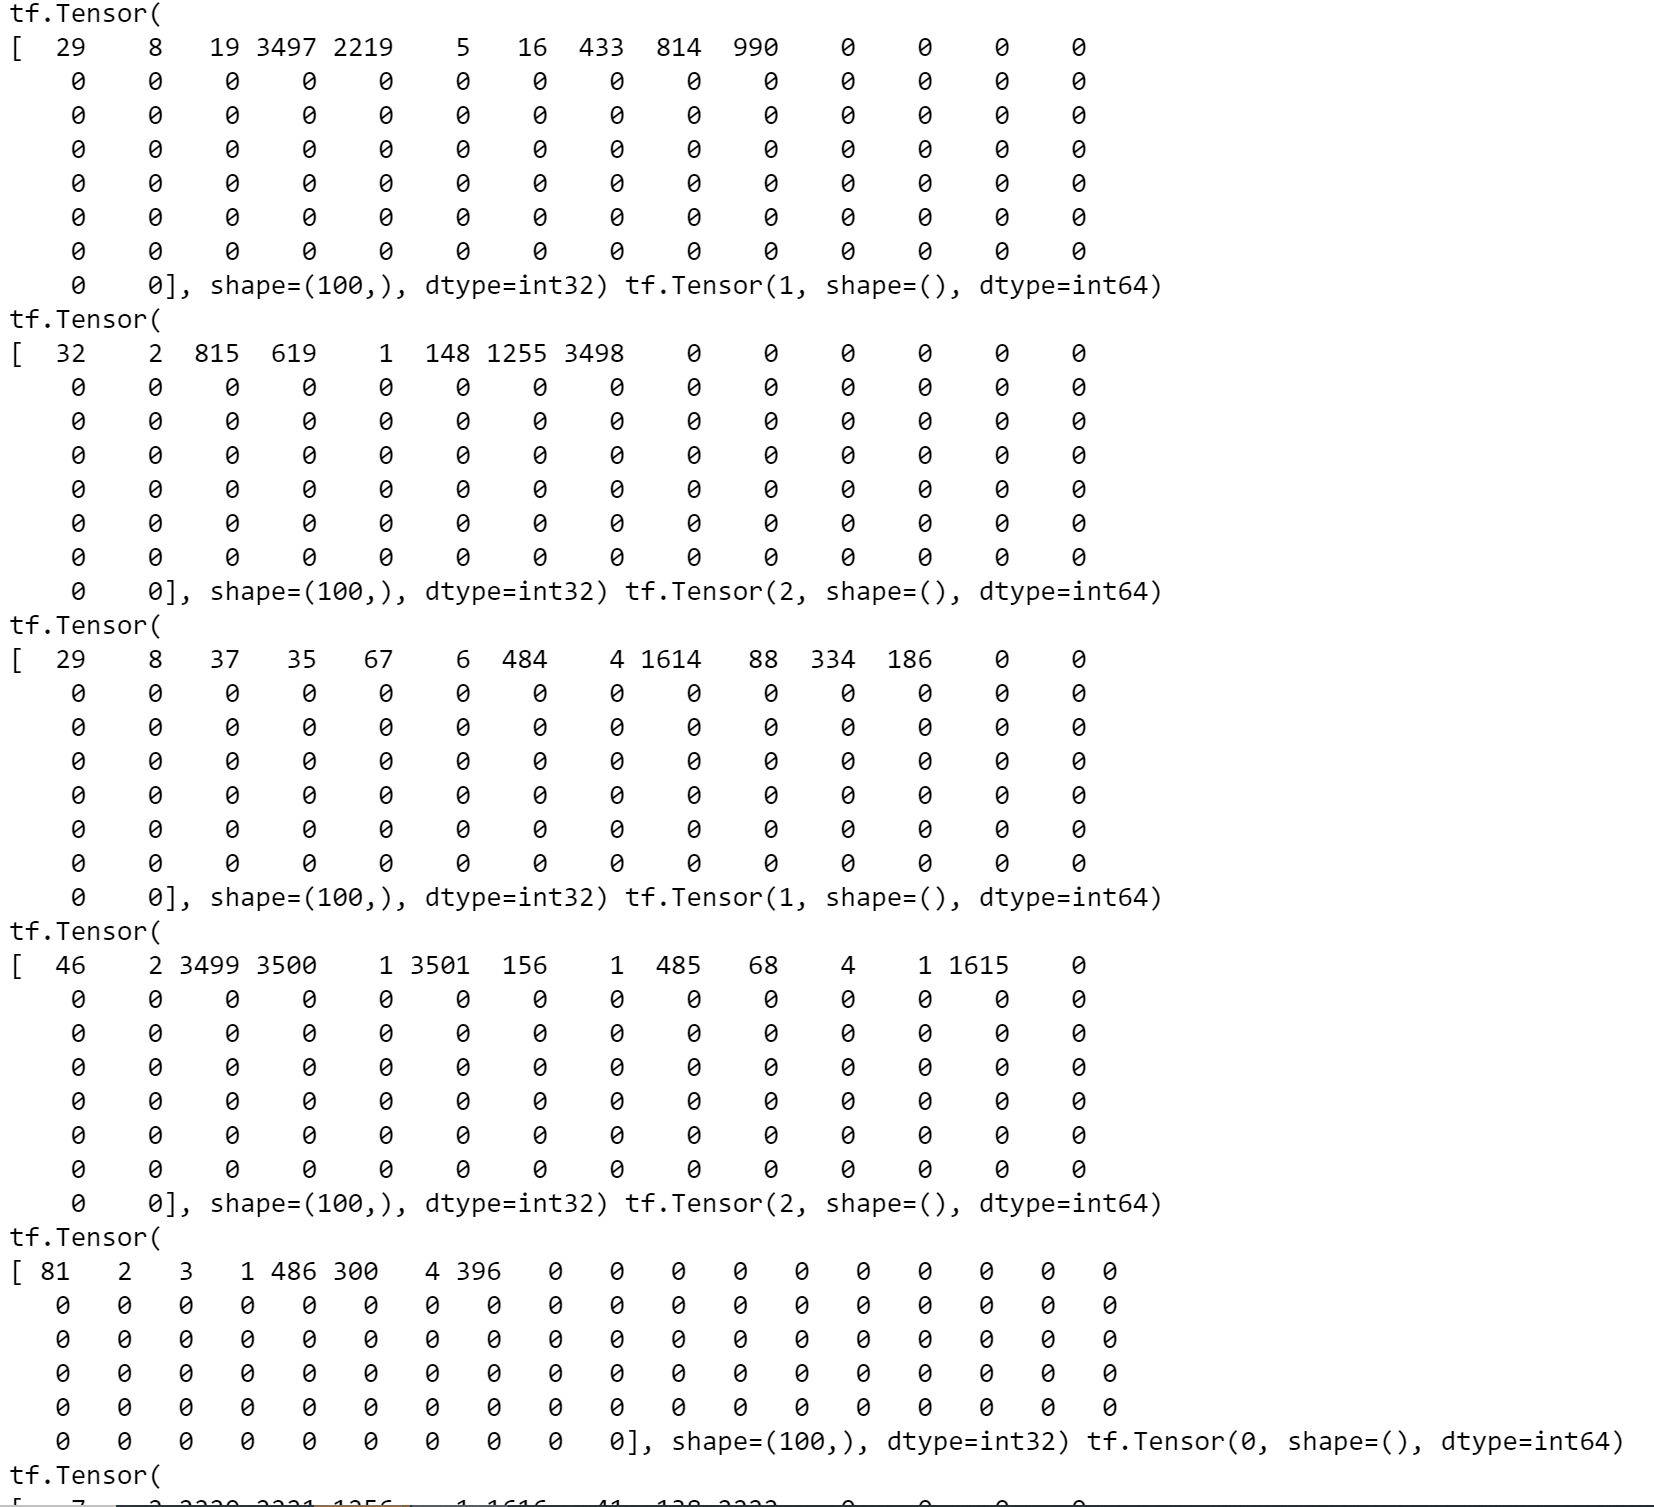 tf.Tensor(
[  29    8   19 3497 2219    5   16  433  814  990    0    0    0    0
    0    0    0    0    0    0    0    0    0    0    0    0    0    0
    0    0    0    0    0    0    0    0    0    0    0    0    0    0
    0    0    0    0    0    0    0    0    0    0    0    0    0    0
    0    0    0    0    0    0    0    0    0    0    0    0    0    0
    0    0    0    0    0    0    0    0    0    0    0    0    0    0
    0    0    0    0    0    0    0    0    0    0    0    0    0    0
    0    0], shape=(100,), dtype=int32) tf.Tensor(1, shape=(), dtype=int64)
tf.Tensor(
[  32    2  815  619    1  148 1255 3498    0    0    0    0    0    0
    0    0    0    0    0    0    0    0    0    0    0    0    0    0
    0    0    0    0    0    0    0    0    0    0    0    0    0    0
    0    0    0    0    0    0    0    0    0    0    0    0    0    0
    0    0    0    0    0    0    0    0    0    0    0    0    0    0
    0    0    0    0    0    0    0    0    0    0    0    0    0    0
    0    0    0    0    0    0    0    0    0    0    0    0    0    0
    0    0], shape=(100,), dtype=int32) tf.Tensor(2, shape=(), dtype=int64)
tf.Tensor(
[  29    8   37   35   67    6  484    4 1614   88  334  186    0    0
    0    0    0    0    0    0    0    0    0    0    0    0    0    0
    0    0    0    0    0    0    0    0    0    0    0    0    0    0
    0    0    0    0    0    0    0    0    0    0    0    0    0    0
    0    0    0    0    0    0    0    0    0    0    0    0    0    0
    0    0    0    0    0    0    0    0    0    0    0    0    0    0
    0    0    0    0    0    0    0    0    0    0    0    0    0    0
    0    0], shape=(100,), dtype=int32) tf.Tensor(1, shape=(), dtype=int64)
tf.Tensor(
[  46    2 3499 3500    1 3501  156    1  485   68    4    1 1615    0
    0    0    0    0    0    0    0    0    0    0    0    0    0    0
    0    0    0    0    0    0    0    0    0    0    0    0    0    0
    0    0    0    0    0    0    0    0    0    0    0    0    0    0
    0    0    0    0    0    0    0    0    0    0    0    0    0    0
    0    0    0    0    0    0    0    0    0    0    0    0    0    0
    0    0    0    0    0    0    0    0    0    0    0    0    0    0
    0    0], shape=(100,), dtype=int32) tf.Tensor(2, shape=(), dtype=int64)
tf.Tensor(
[ 81   2   3   1 486 300   4 396   0   0   0   0   0   0   0   0   0   0
   0   0   0   0   0   0   0   0   0   0   0   0   0   0   0   0   0   0
   0   0   0   0   0   0   0   0   0   0   0   0   0   0   0   0   0   0
   0   0   0   0   0   0   0   0   0   0   0   0   0   0   0   0   0   0
   0   0   0   0   0   0   0   0   0   0   0   0   0   0   0   0   0   0
   0   0   0   0   0   0   0   0   0   0], shape=(100,), dtype=int32) tf.Tensor(0, shape=(), dtype=int64)
tf.Tensor(